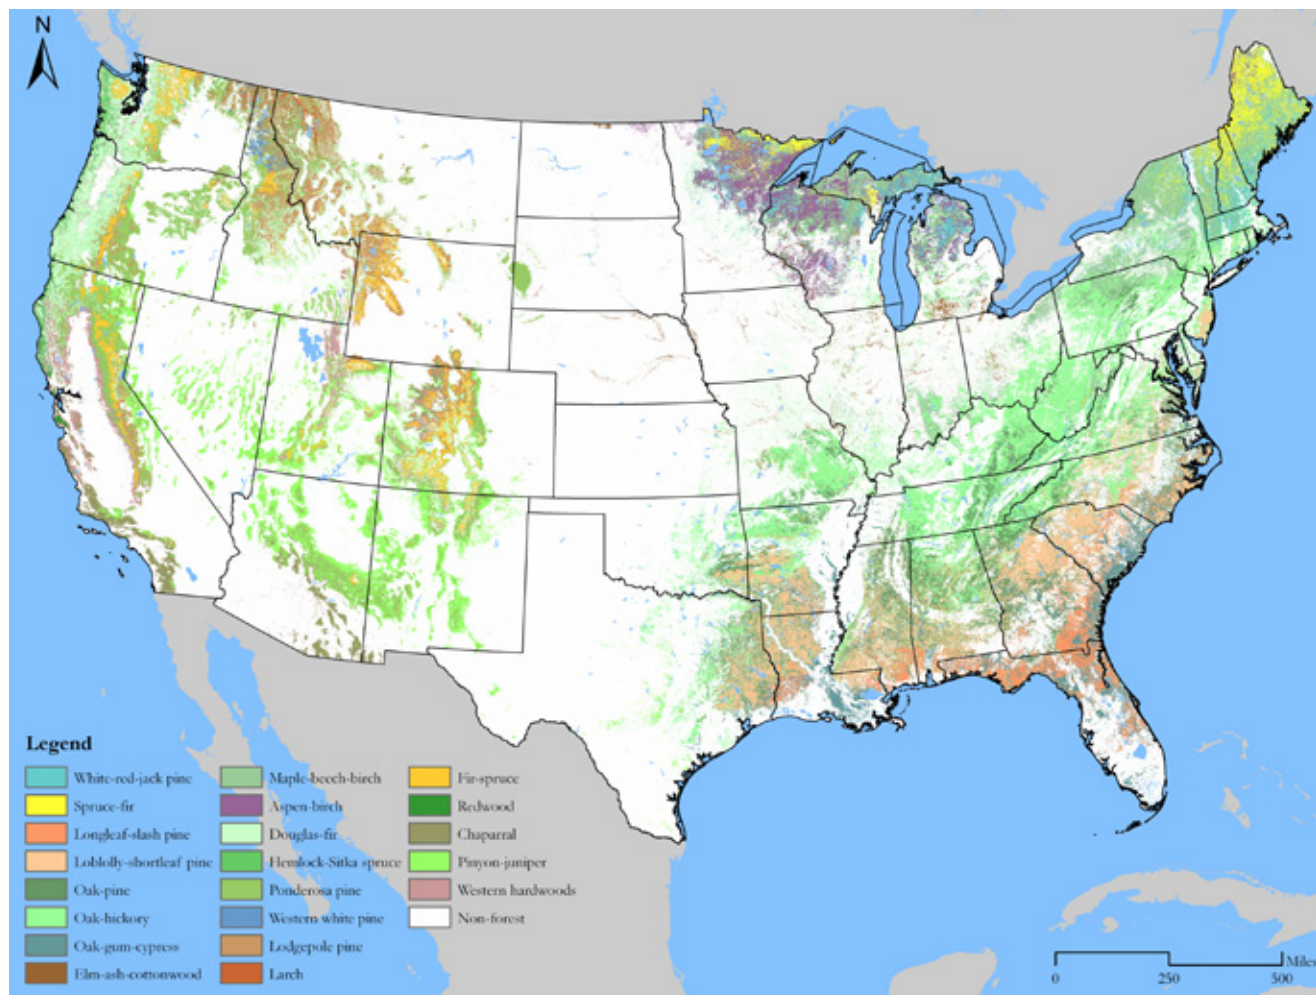 N
Legend
White-red-jack pine
Spruce-fir
Longleaf-slash pine
Loblolly-shortleaf pine
Oak-pine
Oak-hickory
Oak-gum-cypress
Elm-ash-cottonwood
Maple-beech-birch
Aspen-birch
Douglas-fir
Hemlock-Sitka spruce
Ponderosa pine
Western white pine
Lodgepole pine
Larch
Fir-spruce
Redwood
Chaparral
Pinyon-juniper
Western hardwoods
Non-forest
Miles
0 250 500